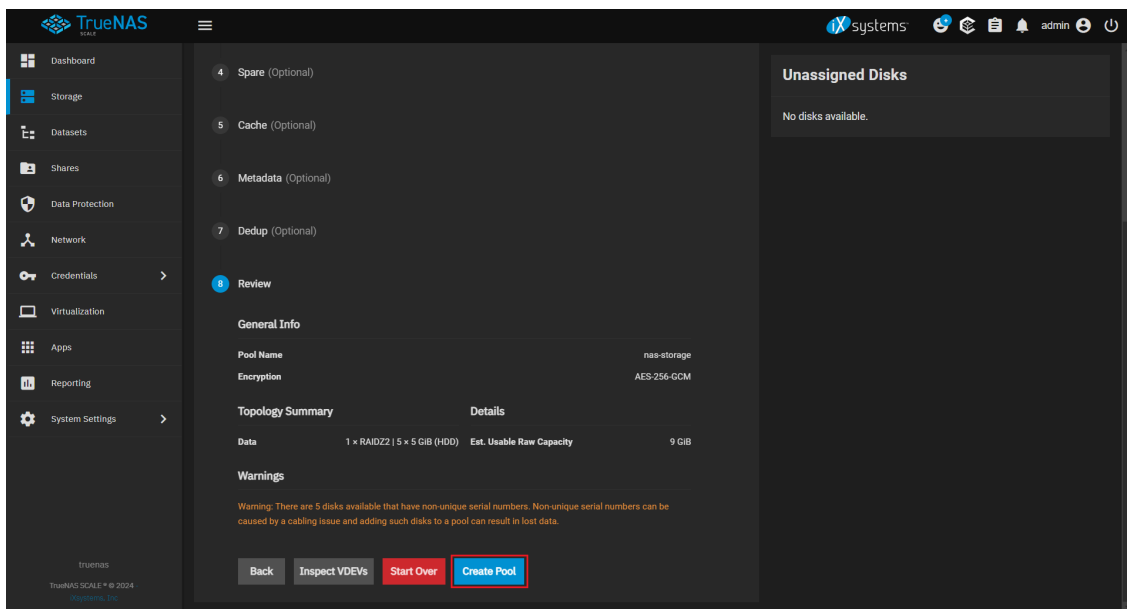 TrueNAS
SCALE
iXsystems
admin
Dashboard
Storage
Datasets
Shares
Data Protection
Network
Credentials
Virtualization
Apps
Reporting
System Settings
truenas
TrueNAS SCALE ® © 2024
iXsystems, Inc.
4 Spare (Optional)
5 Cache (Optional)
6 Metadata (Optional)
7 Dedup (Optional)
8 Review
General Info
Pool Name nas-storage
Encryption AES-256-GCM
Topology Summary Details
Data 1 × RAIDZ2 | 5 × 5 GiB (HDD) Est. Usable Raw Capacity 9 GiB
Warnings
Warning: There are 5 disks available that have non-unique serial numbers. Non-unique serial numbers can be
caused by a cabling issue and adding such disks to a pool can result in lost data.
Back Inspect VDEVs Start Over Create Pool
Unassigned Disks
No disks available.